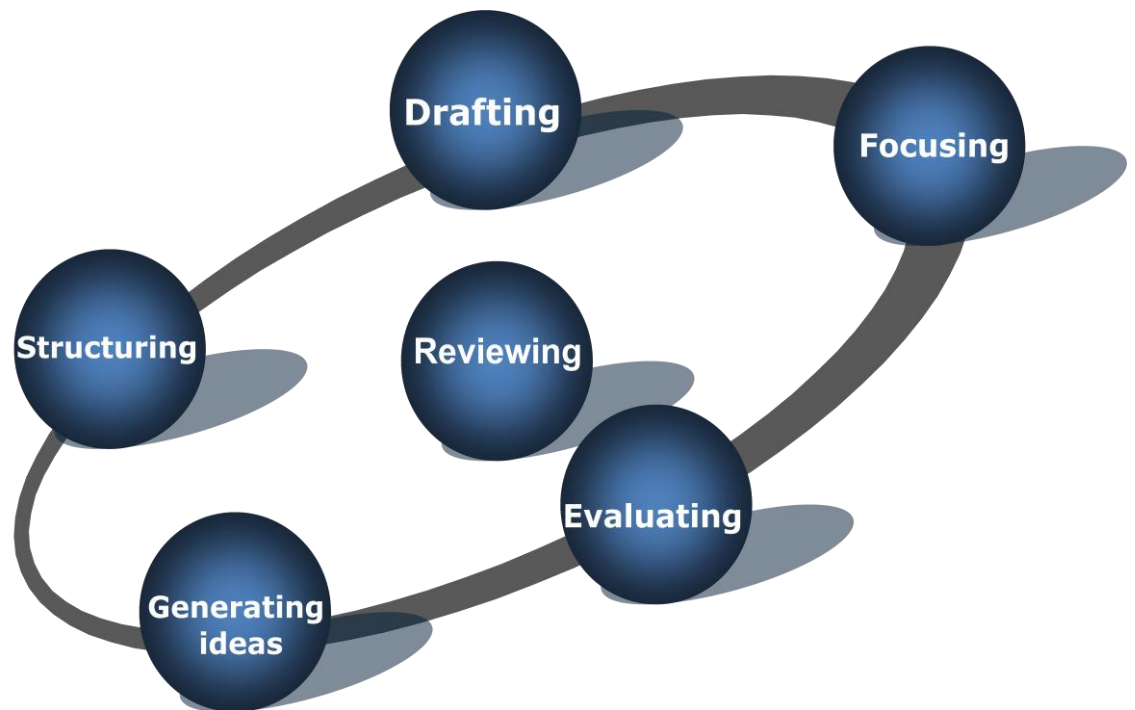 Drafting
Focusing
Structuring
Reviewing
Evaluating
Generating
ideas